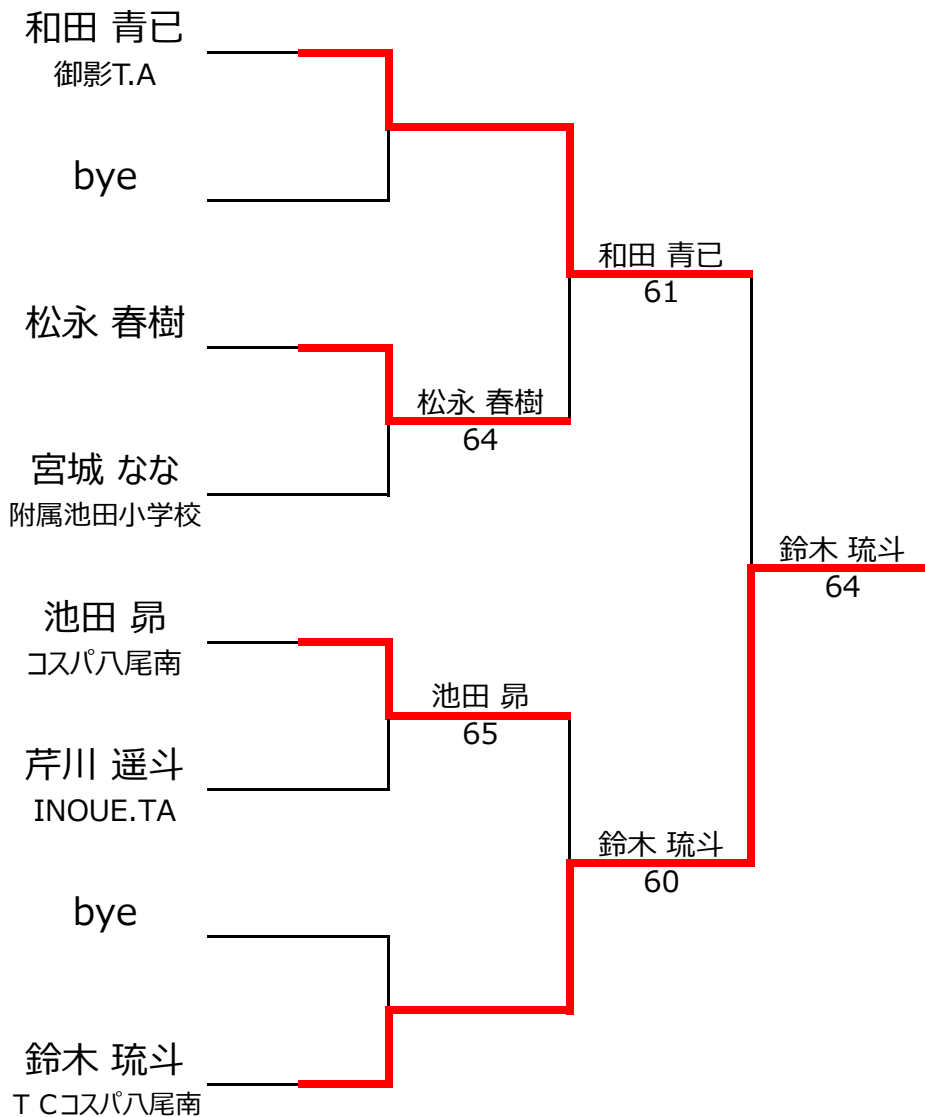 和田 青已
御影T.A
bye
松永 春樹
宮城 なな
附属池田小学校
池田 昴
コスパ八尾南
芹川 遥斗
INOUE.TA
bye
鈴木 琉斗
ＴＣコスパ八尾南
松永 春樹
64
池田 昴
65
和田 青已
61
鈴木 琉斗
60
鈴木 琉斗
64